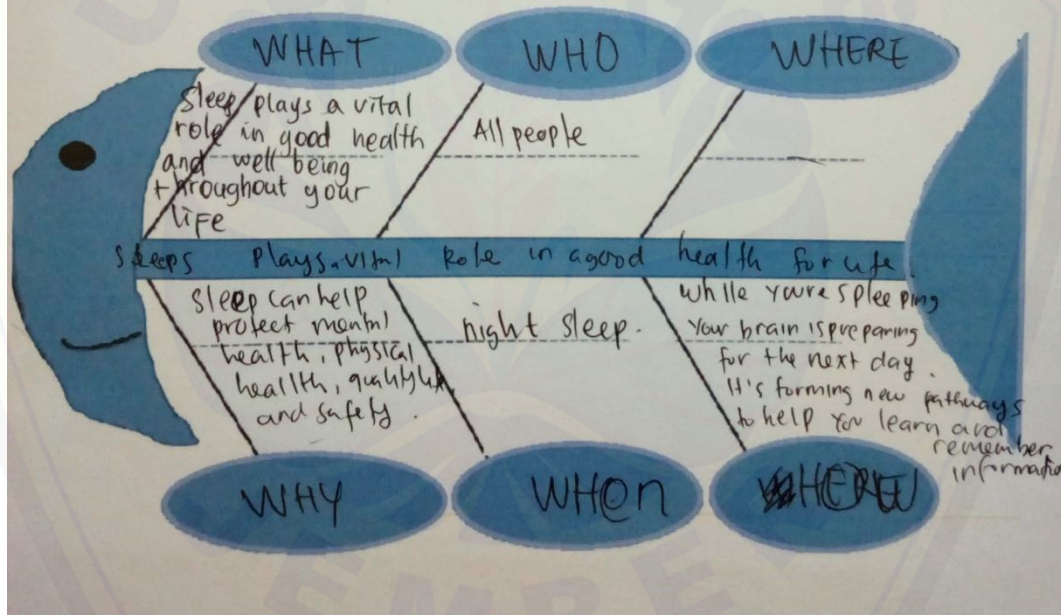 WHAT
WHO
WHERE
Sleep plays a vital
role in good health
and well being
throughout your
life
All people
sleeps plays a vital Role in a good health for life.
Sleep can help
protect mental
health, physical
health, quality life,
and safety.
night sleep.
while you're spleeping
your brain is preparing
for the next day.
It's forming new pathways
to help you learn and
remember
information
WHY
WHen